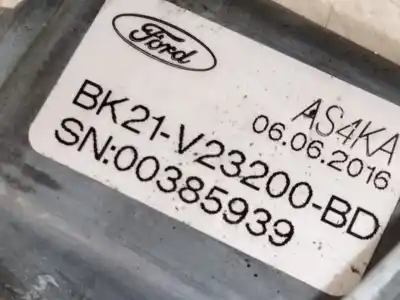 Ford
AS4KA
06.06.2016
BK21-V23200-BD
SN:00385939